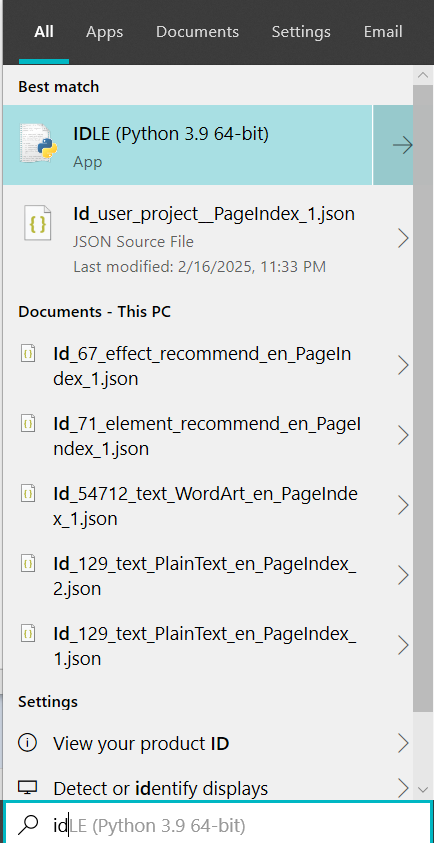 All Apps Documents Settings Email
Best match
IDLE (Python 3.9 64-bit)
App
Id_user_project__PageIndex_1.json
JSON Source File
Last modified: 2/16/2025, 11:33 PM
Documents - This PC
Id_67_effect_recommend_en_PageIn
dex_1.json
Id_71_element_recommend_en_PageI
ndex_1.json
Id_54712_text_WordArt_en_PageInde
x_1.json
Id_129_text_PlainText_en_PageIndex_
2.json
Id_129_text_PlainText_en_PageIndex_
1.json
Settings
View your product ID
Detect or identify displays
idLE (Python 3.9 64-bit)